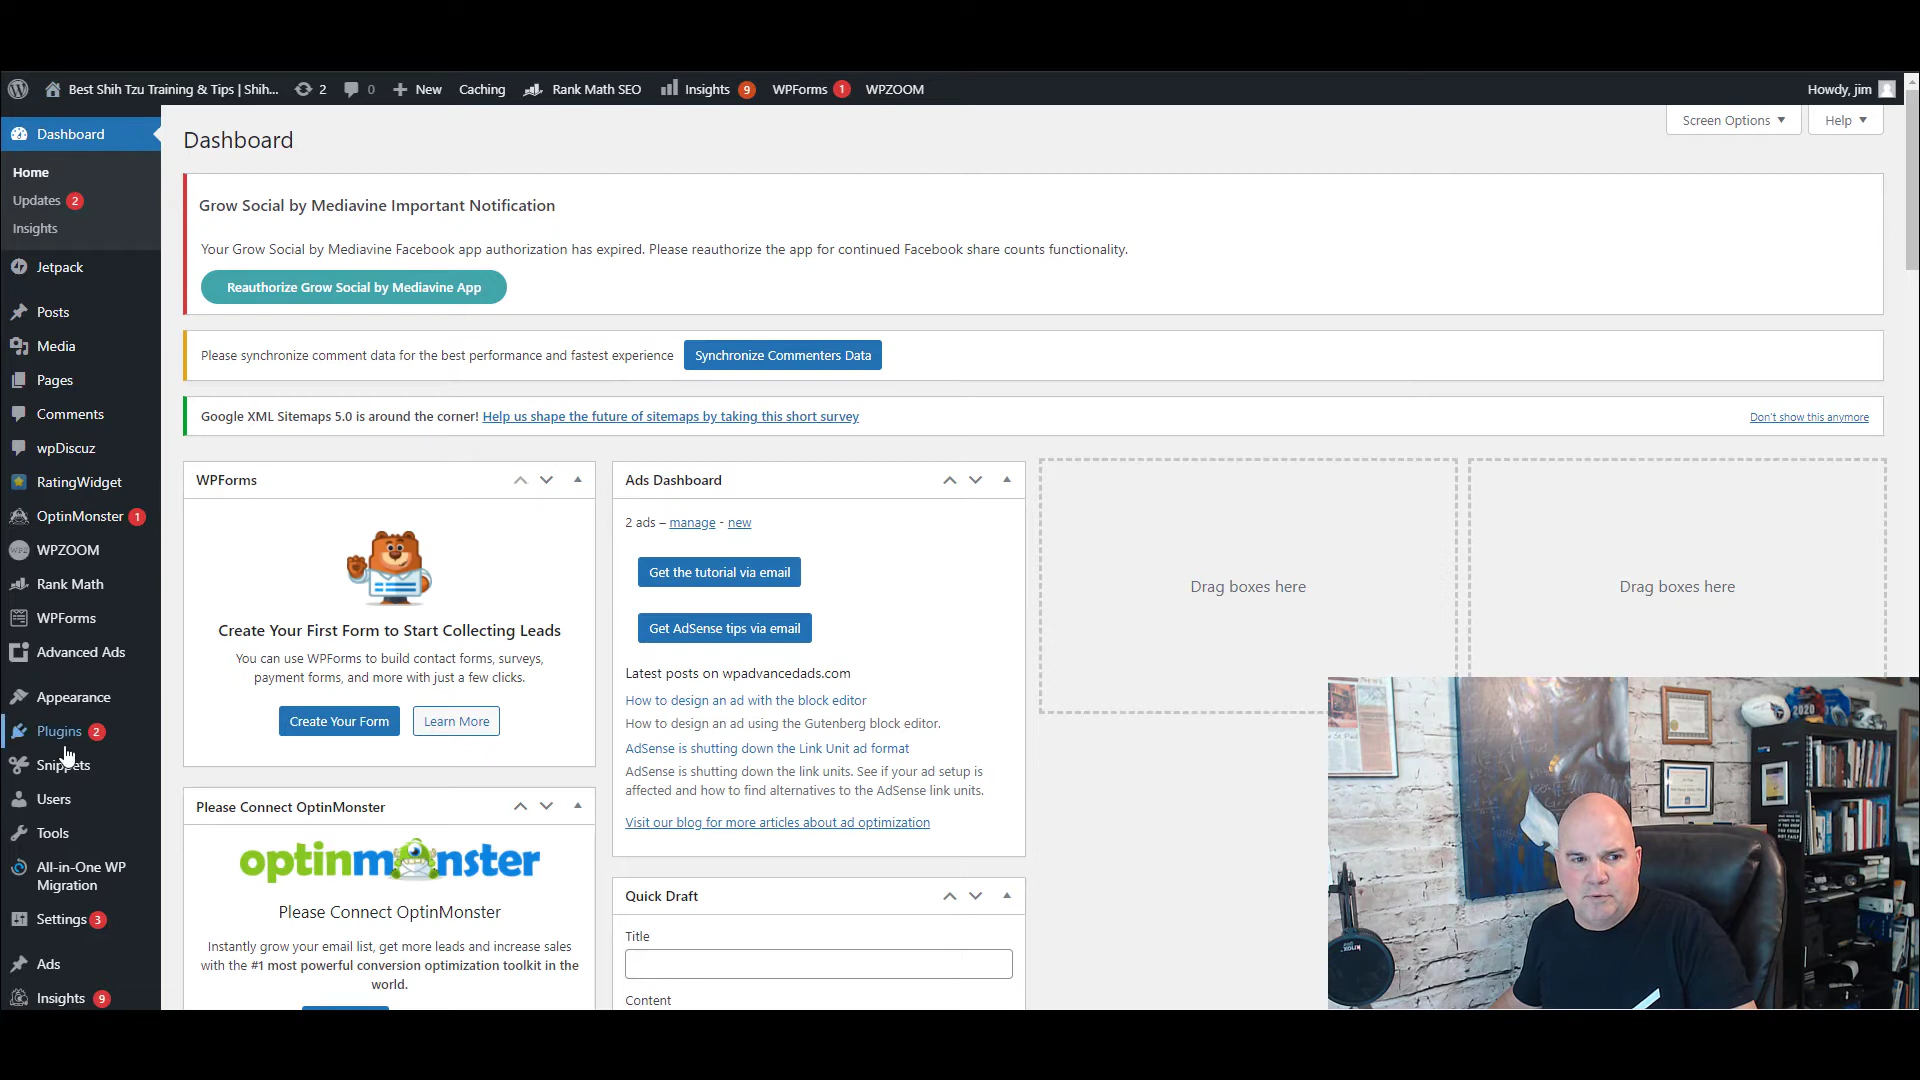 Best Shih Tzu Training & Tips | Shih... 2 0 New Caching Rank Math SEO Insights 9 WPForms 1 WPZOOM Howdy, jim
Screen Options Help
Dashboard
Home
Updates 2
Insights
Jetpack
Posts
Media
Pages
Comments
wpDiscuz
RatingWidget
OptinMonster 1
WPZOOM
Rank Math
WPForms
Advanced Ads
Appearance
Plugins 2
Snippets
Users
Tools
All-in-One WP
Migration
Settings 3
Ads
Insights 9
Dashboard
Grow Social by Mediavine Important Notification
Your Grow Social by Mediavine Facebook app authorization has expired. Please reauthorize the app for continued Facebook share counts functionality.
Reauthorize Grow Social by Mediavine App
Please synchronize comment data for the best performance and fastest experience Synchronize Commenters Data
Google XML Sitemaps 5.0 is around the corner! Help us shape the future of sitemaps by taking this short survey Don't show this anymore
WPForms
Create Your First Form to Start Collecting Leads
You can use WPForms to build contact forms, surveys,
payment forms, and more with just a few clicks.
Create Your Form Learn More
Please Connect OptinMonster
optinmonster
Please Connect OptinMonster
Instantly grow your email list, get more leads and increase sales
with the #1 most powerful conversion optimization toolkit in the
world.
Ads Dashboard
2 ads – manage - new
Get the tutorial via email
Get AdSense tips via email
Latest posts on wpadvancedads.com
How to design an ad with the block editor
How to design an ad using the Gutenberg block editor.
AdSense is shutting down the Link Unit ad format
AdSense is shutting down the link units. See if your ad setup is
affected and how to find alternatives to the AdSense link units.
Visit our blog for more articles about ad optimization
Quick Draft
Title
Content
Drag boxes here
Drag boxes here
2020
knox